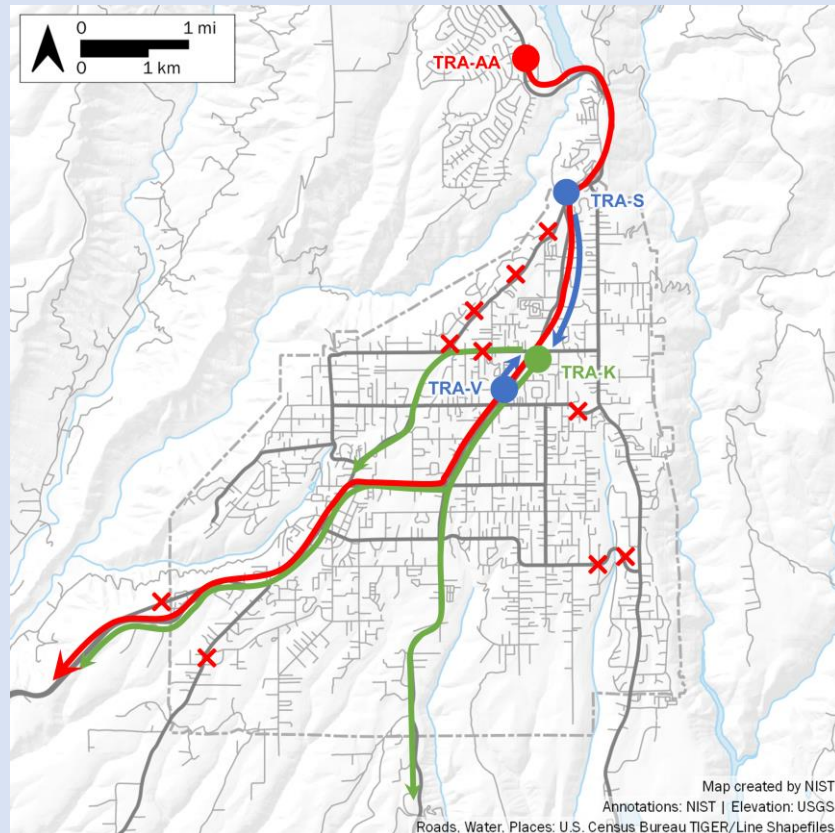 0 1 mi
0 1 km
TRA-AA
TRA-S
TRA-K
TRA-V
Map created by NIST
Annotations: NIST | Elevation: USGS
Roads, Water, Places: U.S. Census Bureau TIGER/Line Shapefiles